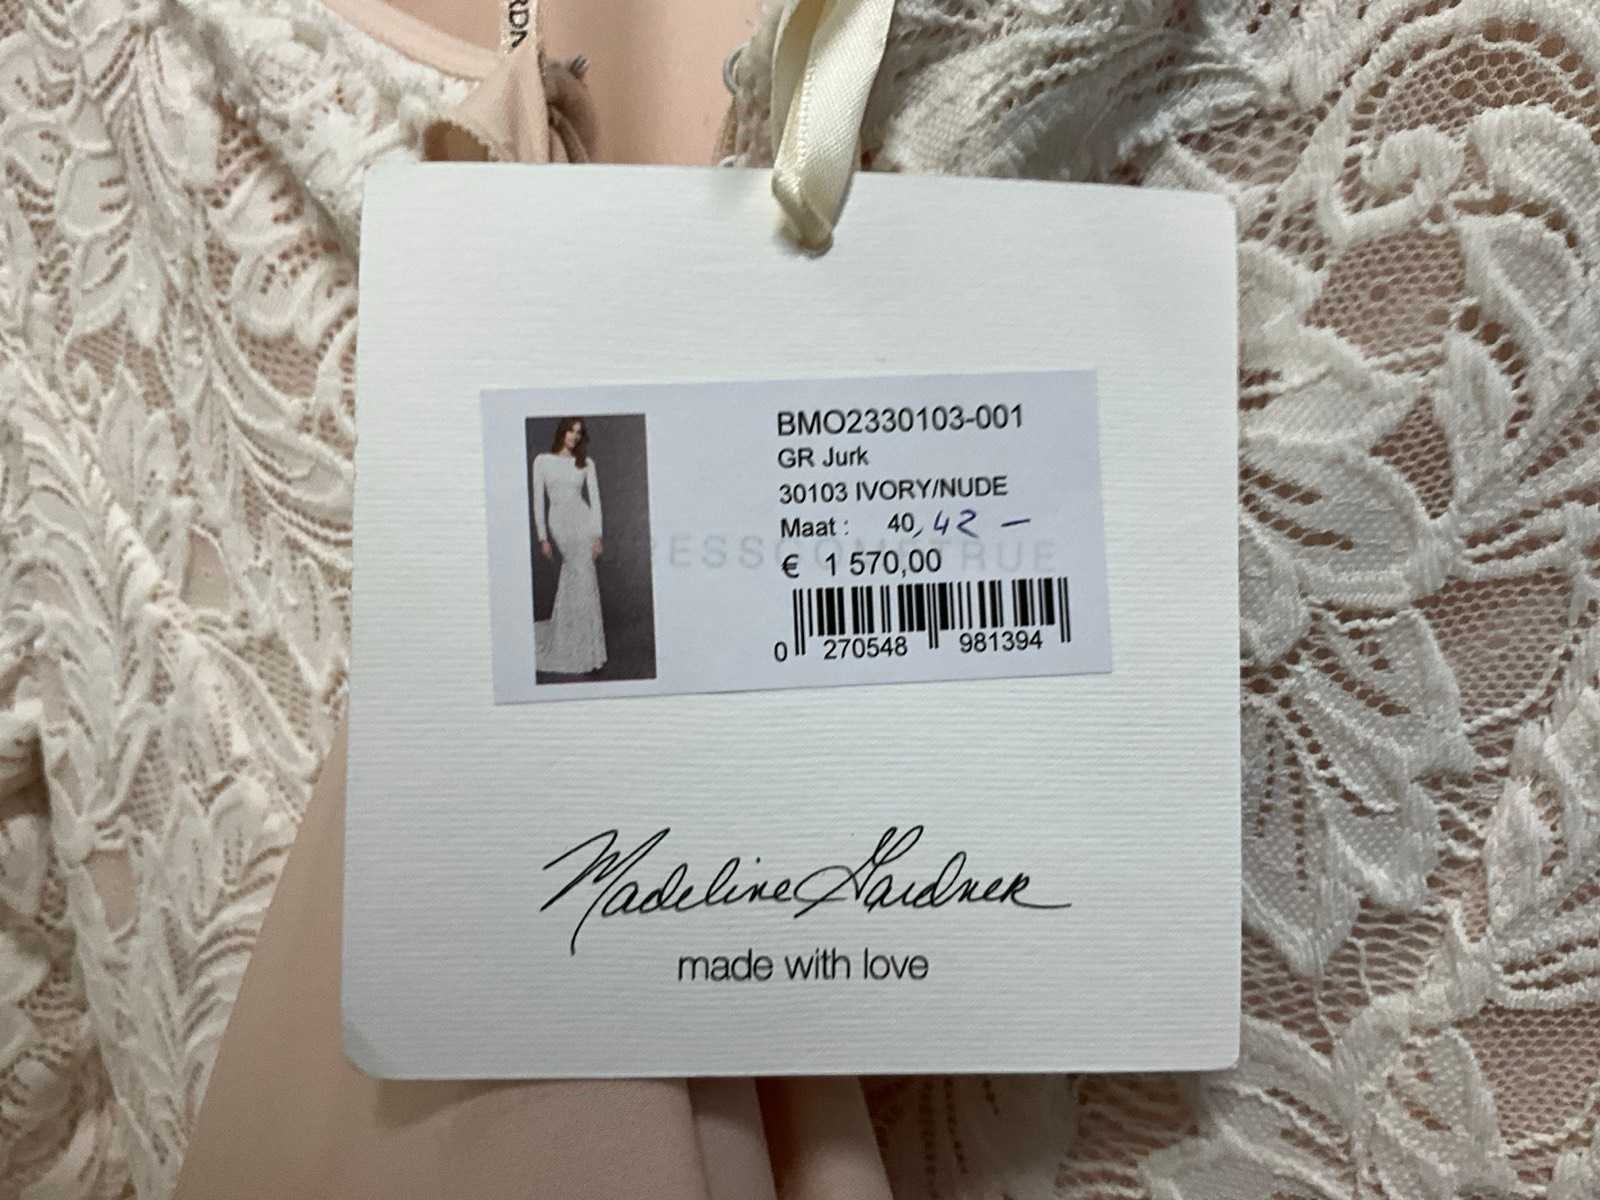 BMO2330103-001
GR Jurk
30103 IVORY/NUDE
Maat : 40, 42 —
€ 1 570,00
0 270548 981394
Madeline Gardner
made with love